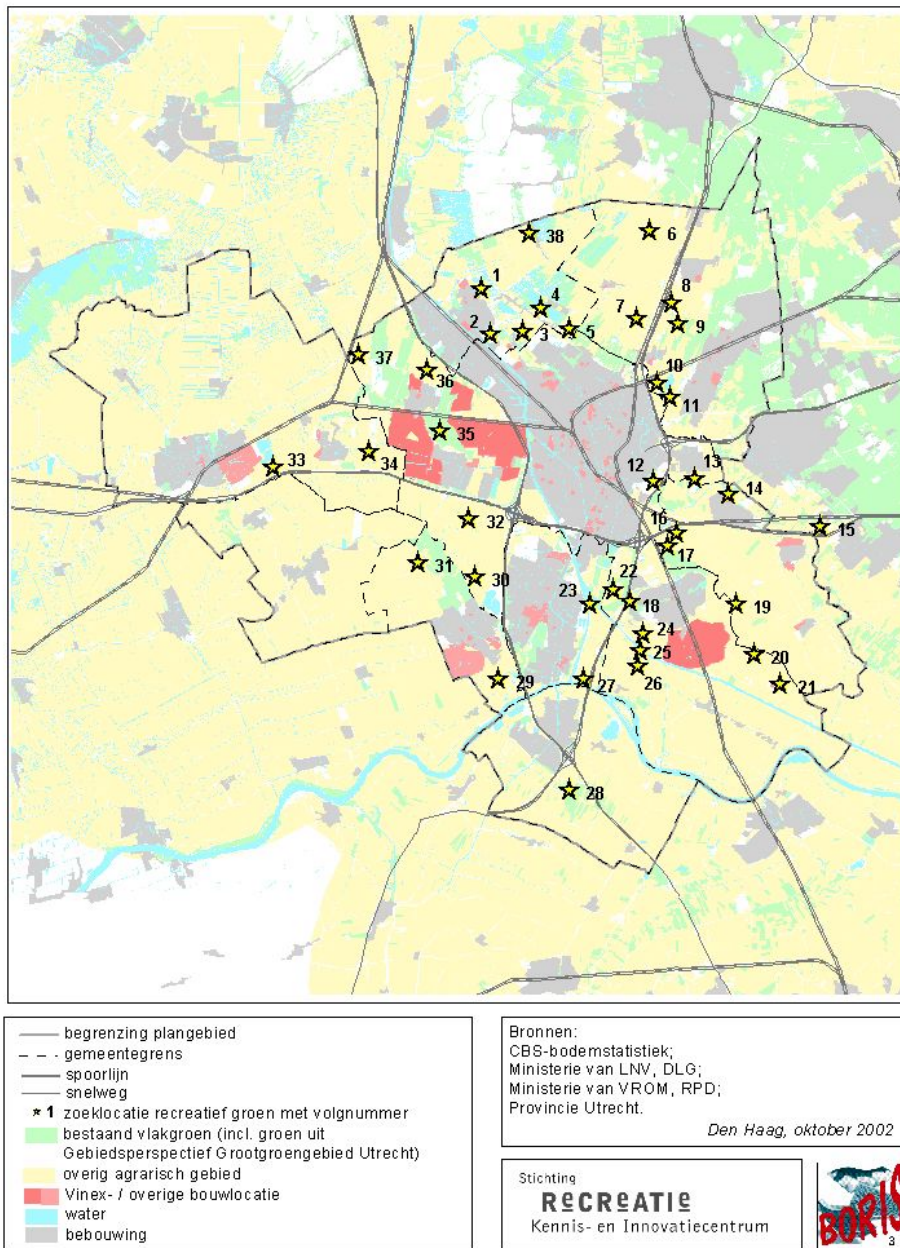 38
6
1
8
4
7
9
2
3
5
10
37
36
11
35
34
33
12
13
14
32
16
15
17
31
30
22
23
18
19
24
25
20
26
29
27
21
28
begrenzing plangebied
gemeentegrens
spoorlijn
snelweg
1 zoeklocatie recreatief groen met volgnummer
bestaand vlakgroen (incl. groen uit
Gebiedsperspectief Grootgroengebied Utrecht)
overig agrarisch gebied
Vinex- / overige bouwlocatie
water
bebouwing
Bronnen:
CBS-bodemstatistiek;
Ministerie van LNV, DLG;
Ministerie van VROM, RPD;
Provincie Utrecht.
Den Haag, oktober 2002
Stichting
ReCReATIe
Kennis- en Innovatiecentrum
BORIS
3